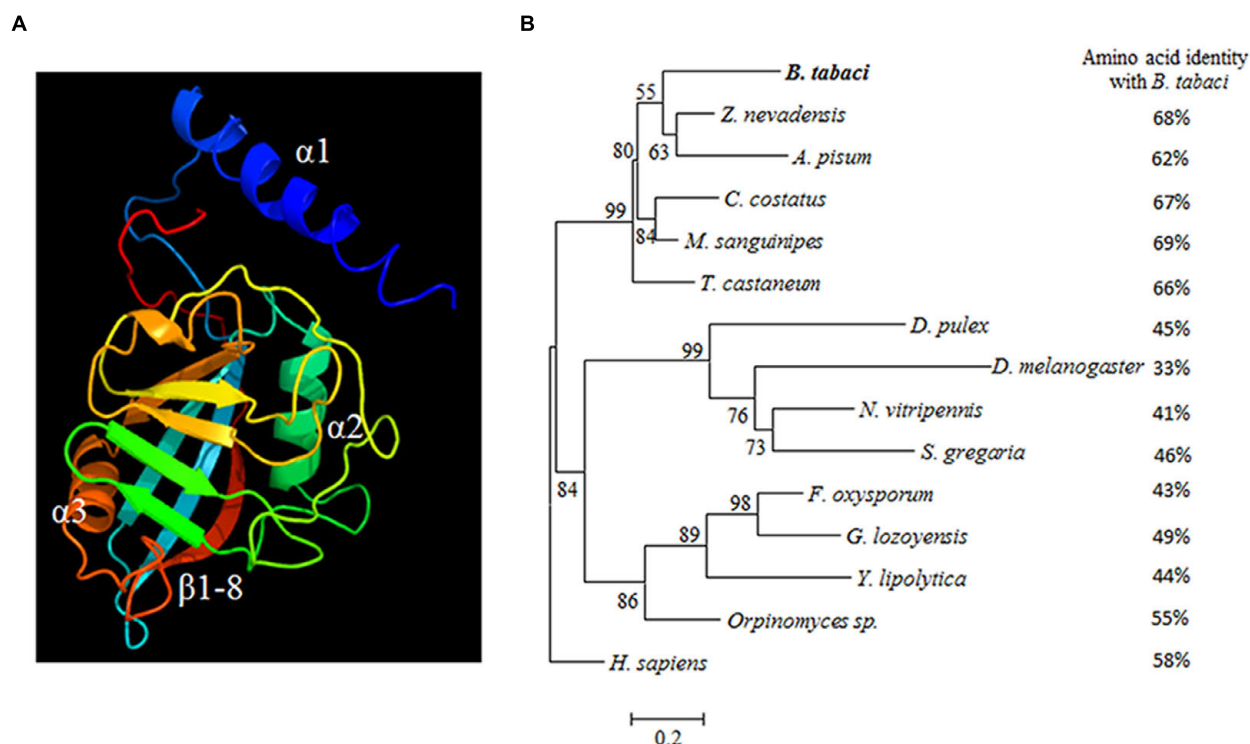 A
B
α1
α2
α3
β1-8
Amino acid identity
with B. tabaci
B. tabaci
55
Z. nevadensis 68%
80
63
A. pisum 62%
C. costatus 67%
99
84
M. sanguinipes 69%
T. castaneum 66%
D. pulex 45%
99
D. melanogaster 33%
N. vitripennis 41%
76
73
S. gregaria 46%
84
F. oxysporum 43%
98
G. lozoyensis 49%
89
Y. lipolytica 44%
86
Orpinomyces sp. 55%
H. sapiens 58%
0.2